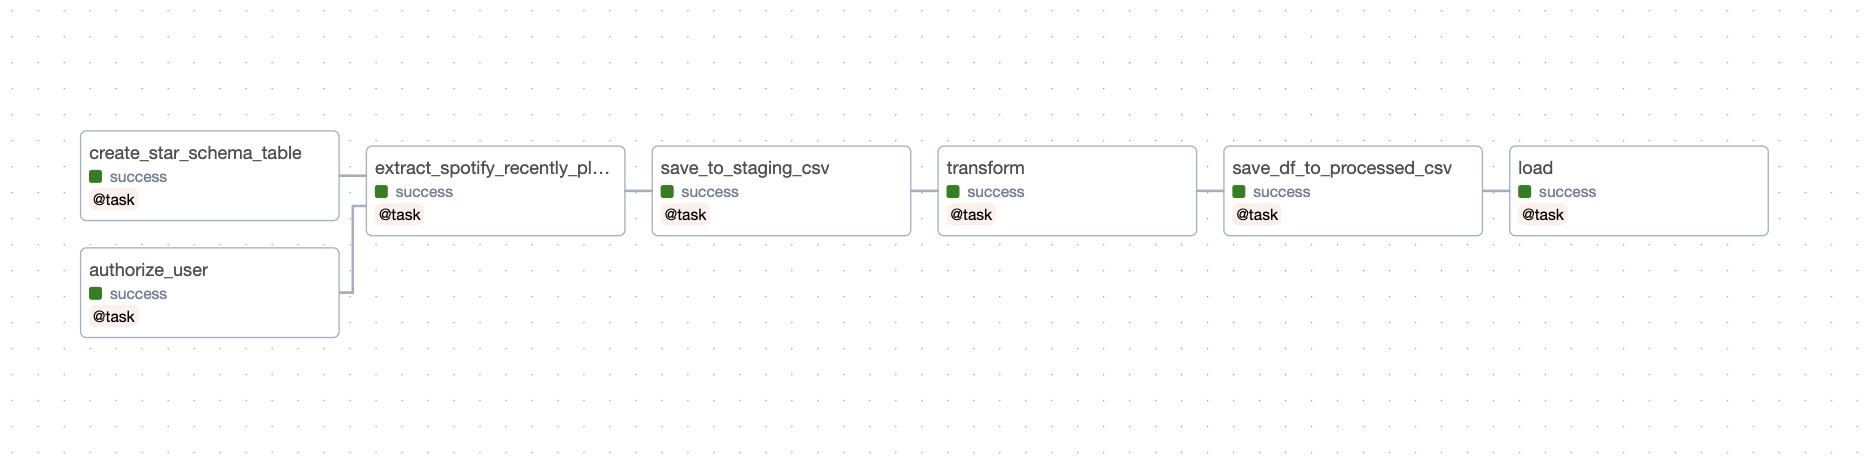 create_star_schema_table
success
@task
authorize_user
success
@task
extract_spotify_recently_pl...
success
@task
save_to_staging_csv
success
@task
transform
success
@task
save_df_to_processed_csv
success
@task
load
success
@task